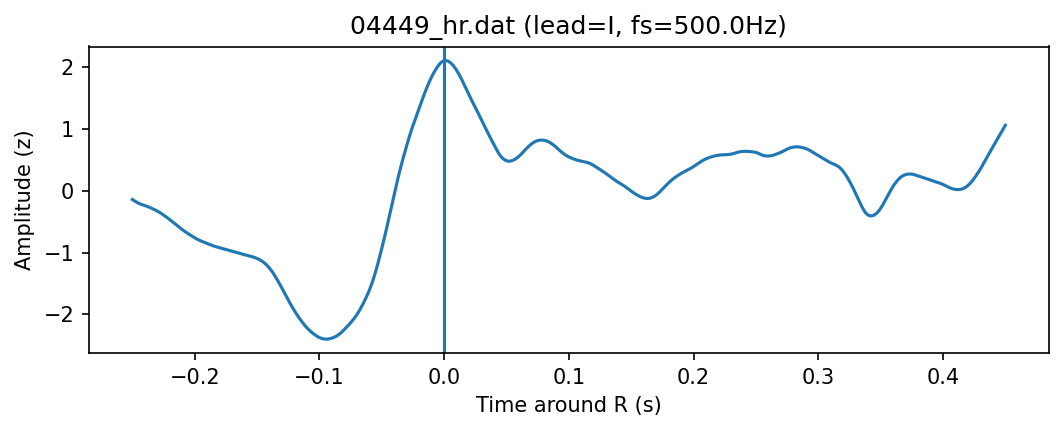 04449_hr.dat (lead=I, fs=500.0Hz)
Amplitude (z)
2
1
0
−1
−2
−0.2 −0.1 0.0 0.1 0.2 0.3 0.4
Time around R (s)